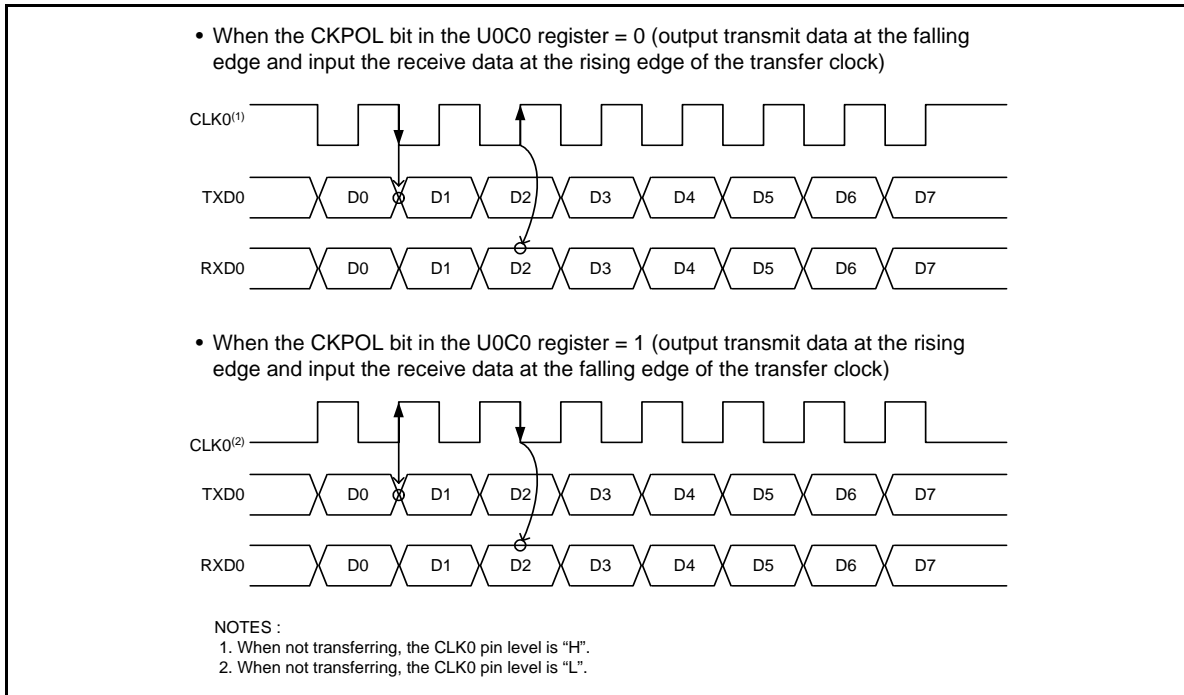 • When the CKPOL bit in the U0C0 register = 0 (output transmit data at the falling
edge and input the receive data at the rising edge of the transfer clock)
CLK0(1)
TXD0 D0 D1 D2 D3 D4 D5 D6 D7
RXD0 D0 D1 D2 D3 D4 D5 D6 D7
• When the CKPOL bit in the U0C0 register = 1 (output transmit data at the rising
edge and input the receive data at the falling edge of the transfer clock)
CLK0(2)
TXD0 D0 D1 D2 D3 D4 D5 D6 D7
RXD0 D0 D1 D2 D3 D4 D5 D6 D7
NOTES :
1. When not transferring, the CLK0 pin level is “H”.
2. When not transferring, the CLK0 pin level is “L”.